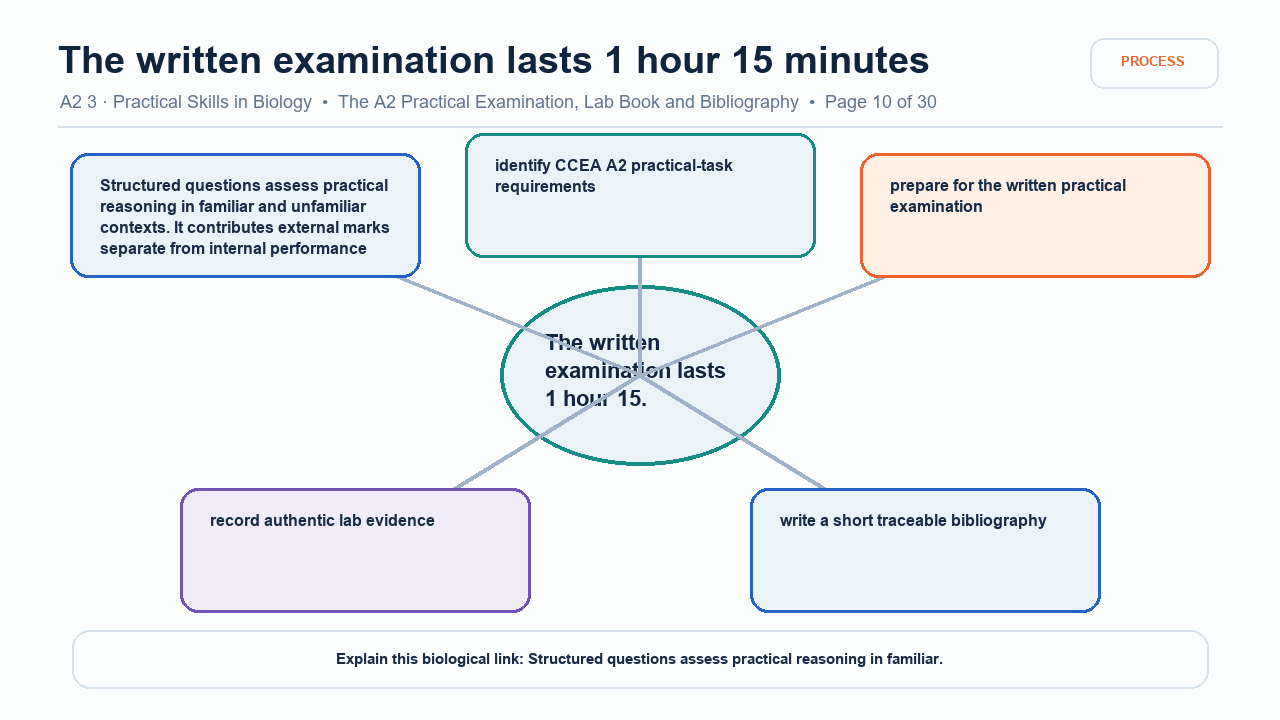 The written examination lasts 1 hour 15 minutes
PROCESS
A2 3 · Practical Skills in Biology • The A2 Practical Examination, Lab Book and Bibliography • Page 10 of 30
Structured questions assess practical
reasoning in familiar and unfamiliar
contexts. It contributes external marks
separate from internal performance
identify CCEA A2 practical-task
requirements
prepare for the written practical
examination
The written
examination lasts
1 hour 15.
record authentic lab evidence
write a short traceable bibliography
Explain this biological link: Structured questions assess practical reasoning in familiar.